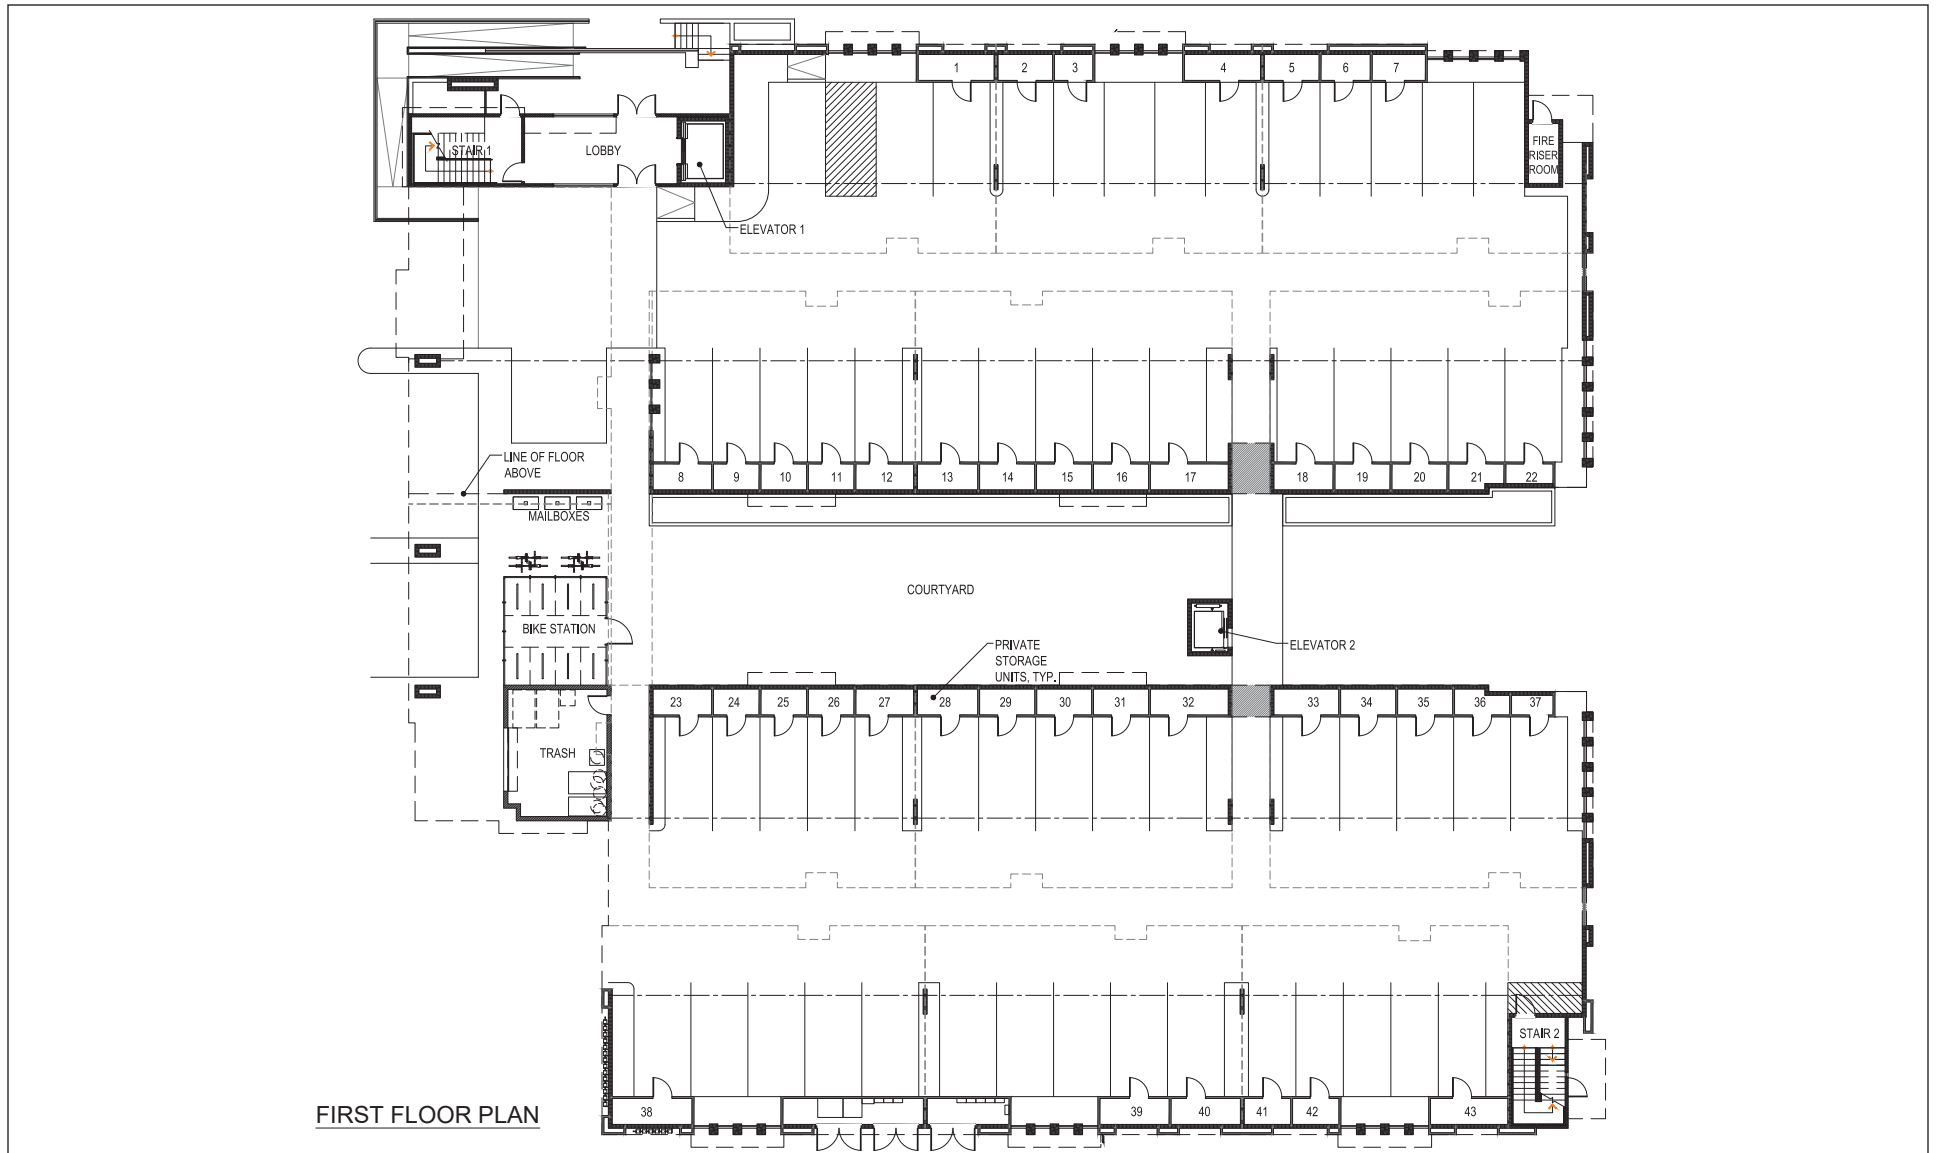 1 2 3 4 5 6 7
STAIR 1
LOBBY
FIRE
RISER
ROOM
ELEVATOR 1
LINE OF FLOOR
ABOVE
8 9 10 11 12 13 14 15 16 17 18 19 20 21 22
MAILBOXES
COURTYARD
BIKE STATION
PRIVATE
STORAGE
UNITS, TYP.
ELEVATOR 2
23 24 25 26 27 28 29 30 31 32 33 34 35 36 37
TRASH
STAIR 2
38 39 40 41 42 43
FIRST FLOOR PLAN